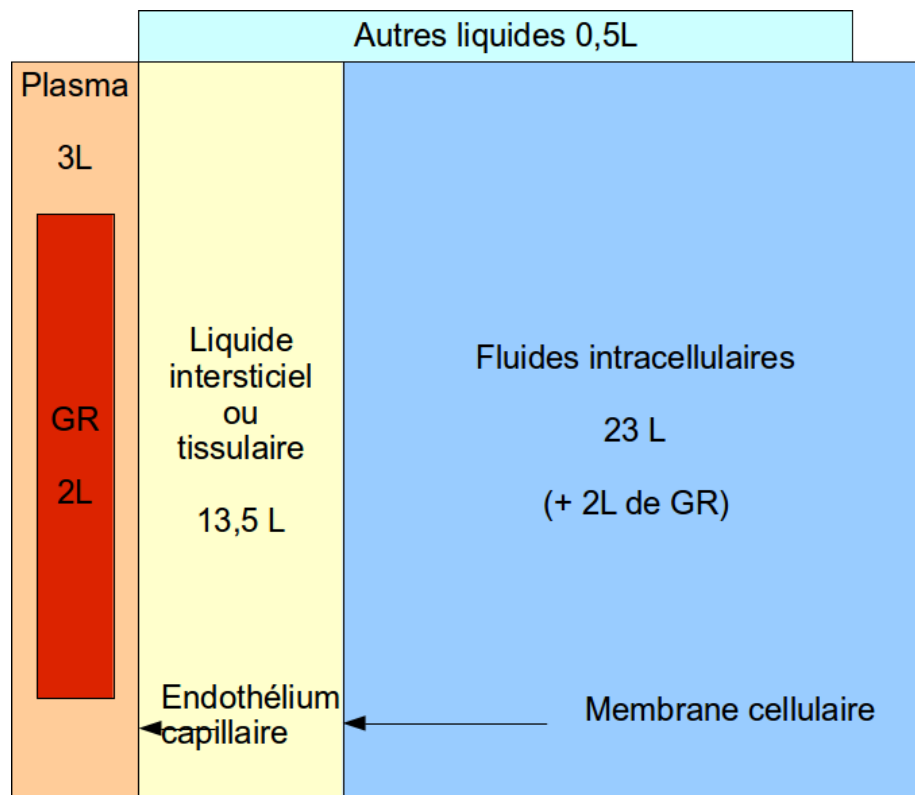 Autres liquides 0,5L
Plasma
3L
GR
2L
Liquide
intersticiel
ou
tissulaire
13,5 L
Endothélium
capillaire
Fluides intracellulaires
23 L
(+ 2L de GR)
Membrane cellulaire